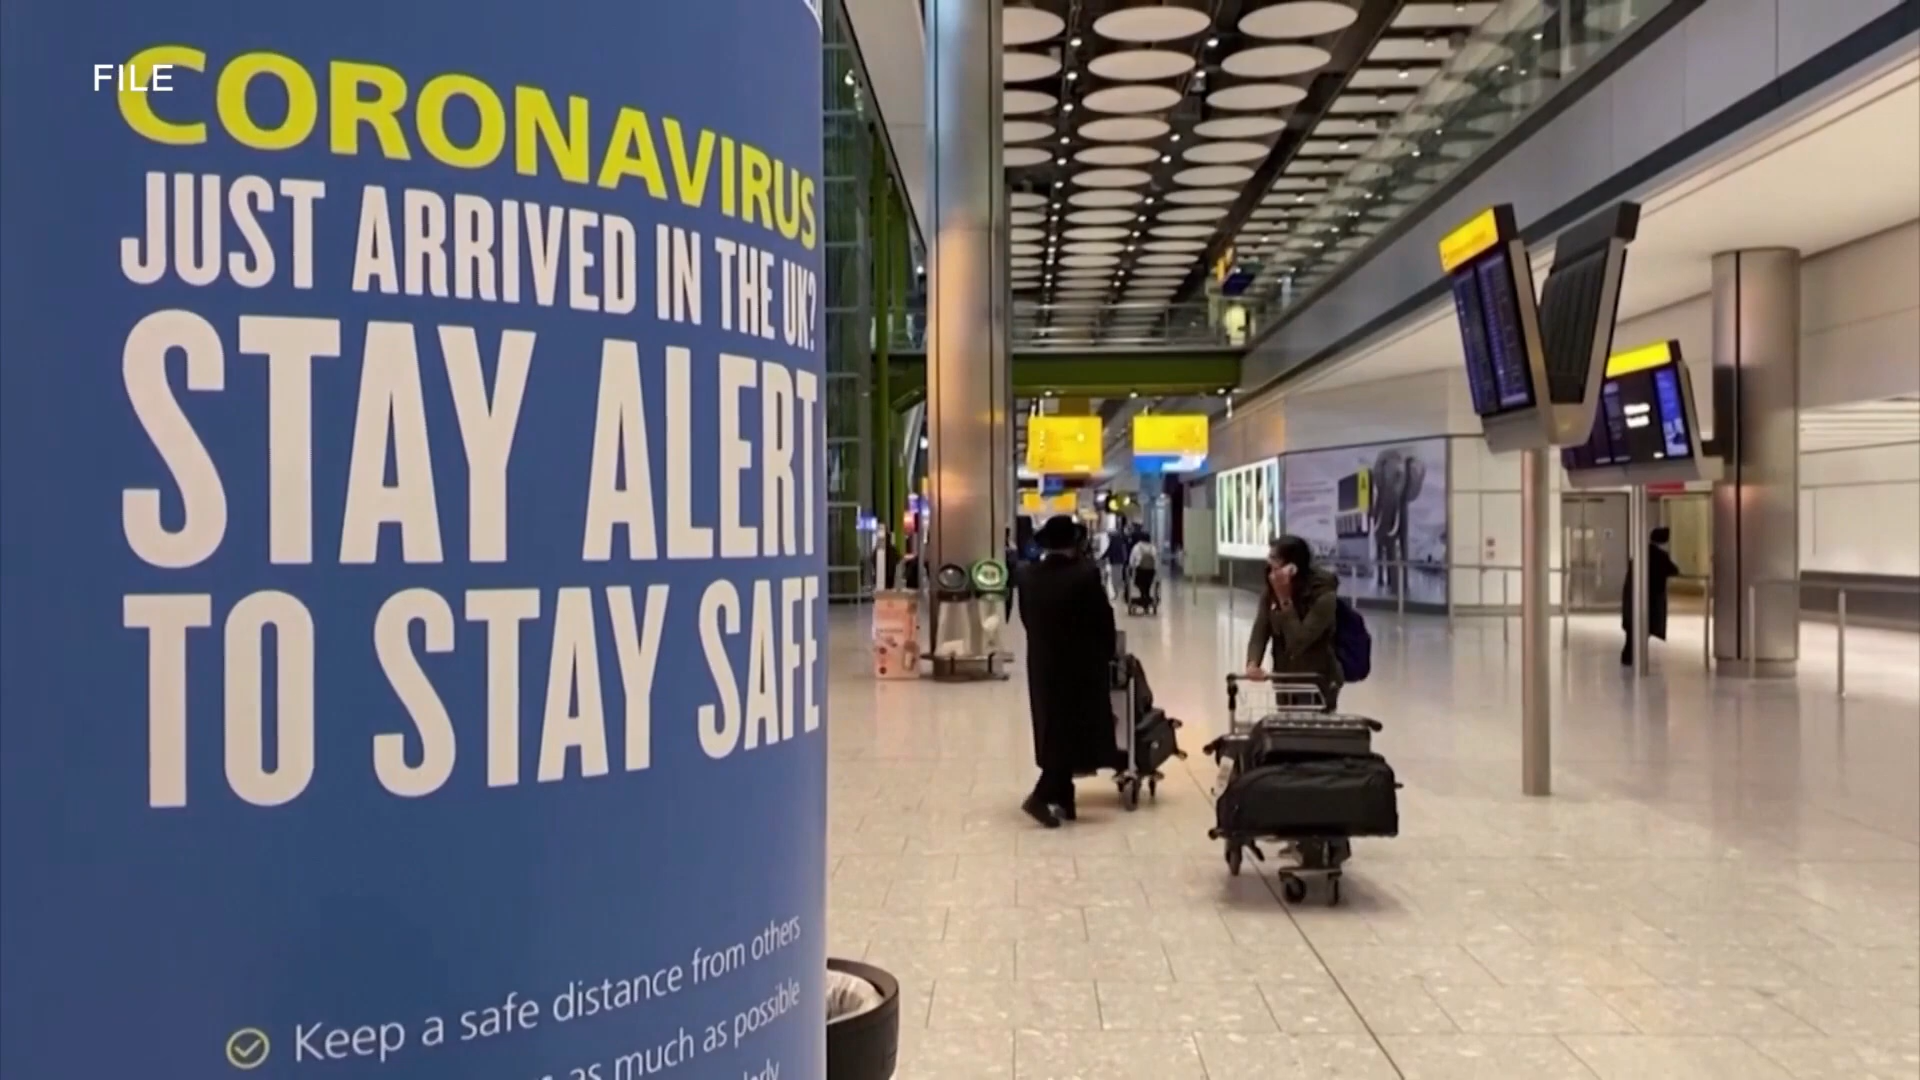 FILE
CORONAVIRUS
JUST ARRIVED IN THE UK?
STAY ALERT
TO STAY SAFE
Keep a safe distance from others
as much as possible